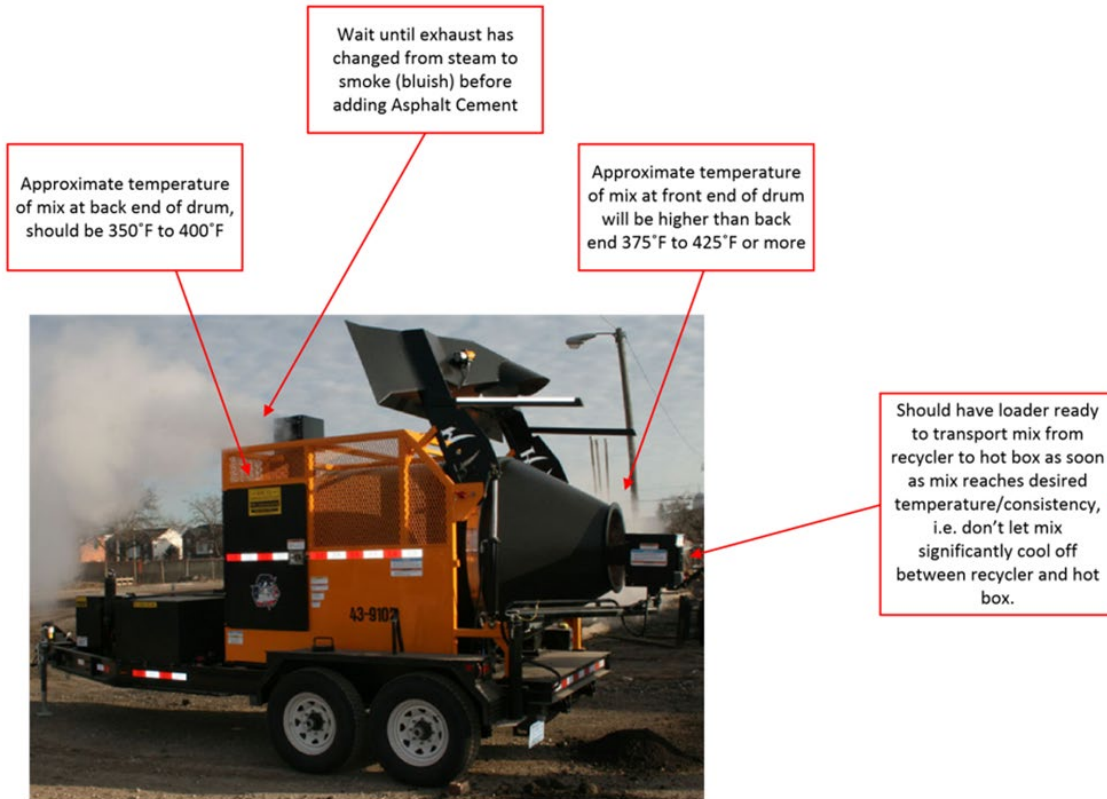 Wait until exhaust has
changed from steam to
smoke (bluish) before
adding Asphalt Cement
Approximate temperature
of mix at back end of drum,
should be 350˚F to 400˚F
Approximate temperature
of mix at front end of drum
will be higher than back
end 375˚F to 425˚F or more
Should have loader ready
to transport mix from
recycler to hot box as soon
as mix reaches desired
temperature/consistency,
i.e. don’t let mix
significantly cool off
between recycler and hot
box.
43-9102